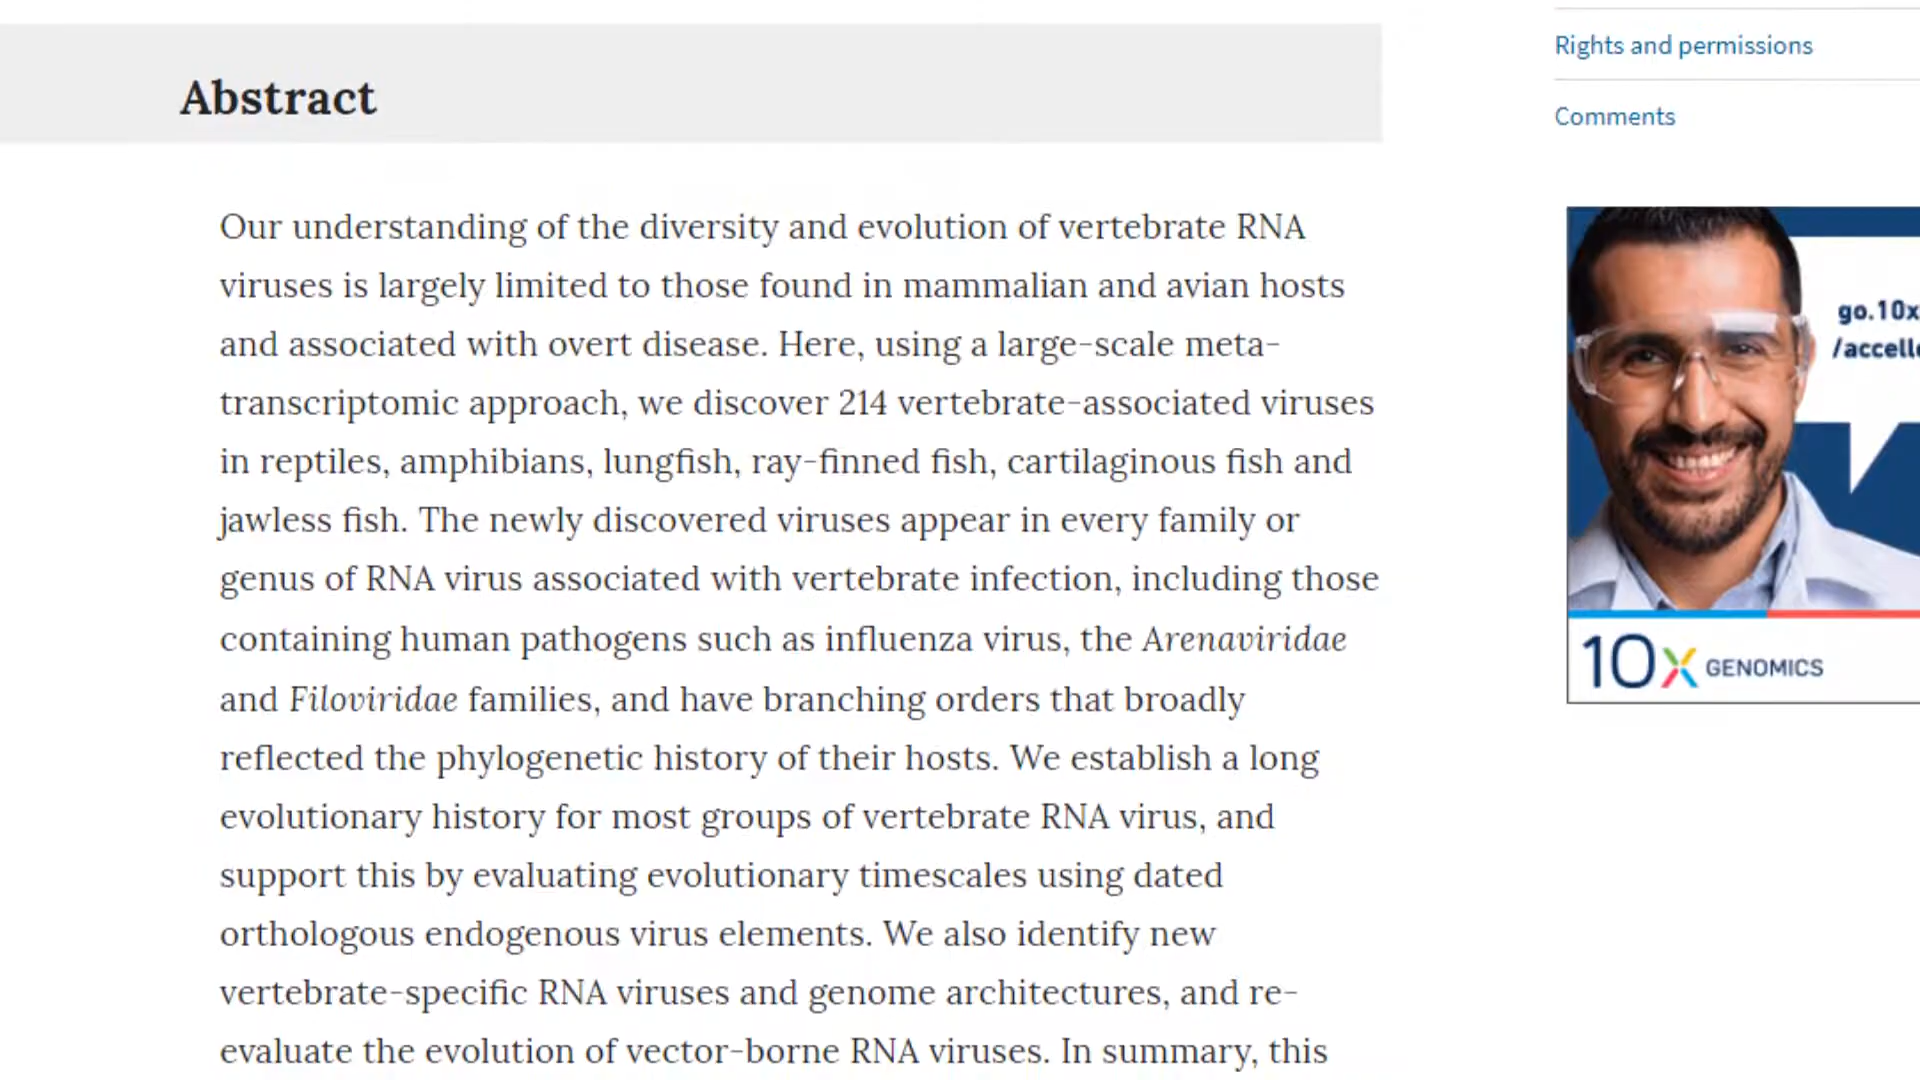 Abstract
Our understanding of the diversity and evolution of vertebrate RNA
viruses is largely limited to those found in mammalian and avian hosts
and associated with overt disease. Here, using a large-scale meta-
transcriptomic approach, we discover 214 vertebrate-associated viruses
in reptiles, amphibians, lungfish, ray-finned fish, cartilaginous fish and
jawless fish. The newly discovered viruses appear in every family or
genus of RNA virus associated with vertebrate infection, including those
containing human pathogens such as influenza virus, the Arenaviridae
and Filoviridae families, and have branching orders that broadly
reflected the phylogenetic history of their hosts. We establish a long
evolutionary history for most groups of vertebrate RNA virus, and
support this by evaluating evolutionary timescales using dated
orthologous endogenous virus elements. We also identify new
vertebrate-specific RNA viruses and genome architectures, and re-
evaluate the evolution of vector-borne RNA viruses. In summary, this
Rights and permissions
Comments
go.10x
/accell
10x GENOMICS